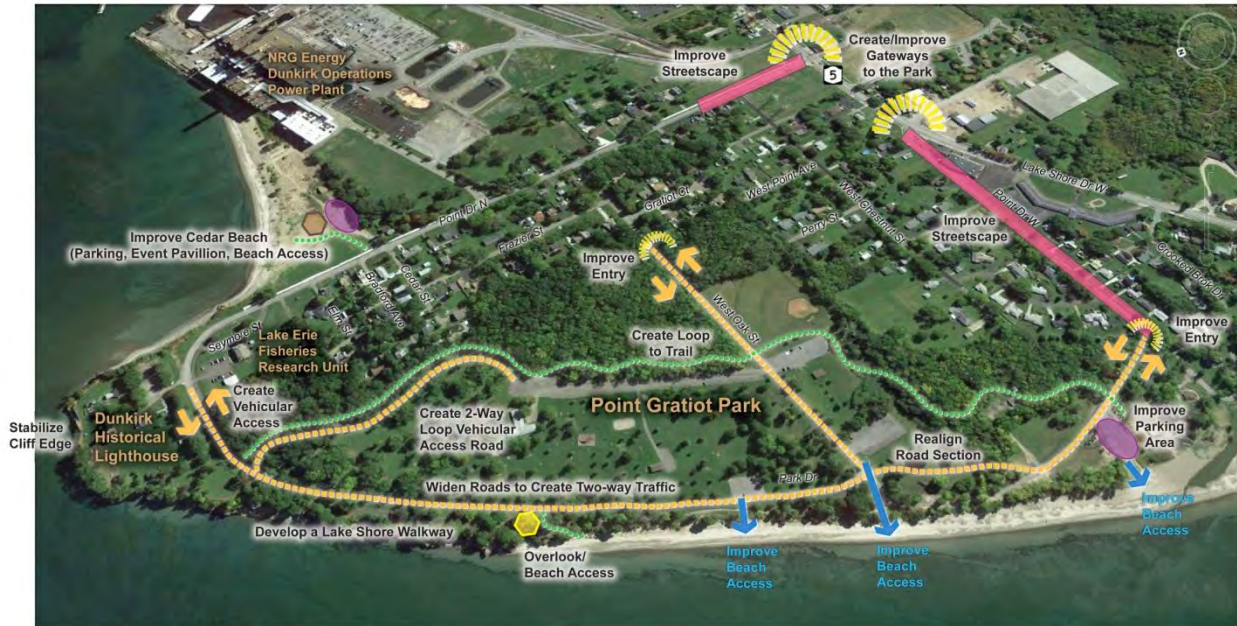 NRG Energy
Dunkirk Operations
Power Plant
Improve
Streetscape
5
Create/Improve
Gateways
to the Park
Lake Shore Dr W
Point Dr N
Gratiot Ct
West Point Ave
Frazier St
Perry St
West Chestnut St
Point Dr W
Improve
Streetscape
Crooked Brok Dr
Improve Cedar Beach
(Parking, Event Pavillion, Beach Access)
Improve
Entry
Cedar St
Bradford Ave
Elm St
Seymore St
Lake Erie
Fisheries
Research Unit
West Oak St
Create Loop
to Trail
Improve
Entry
Create
Vehicular
Access
Stabilize
Cliff Edge
Dunkirk
Historical
Lighthouse
Create 2-Way
Loop Vehicular
Access Road
Point Gratiot Park
Improve
Parking
Area
Realign
Road Section
Park Dr
Widen Roads to Create Two-way Traffic
Develop a Lake Shore Walkway
Overlook/
Beach Access
Improve
Beach
Access
Improve
Beach
Access
Improve
Beach
Access